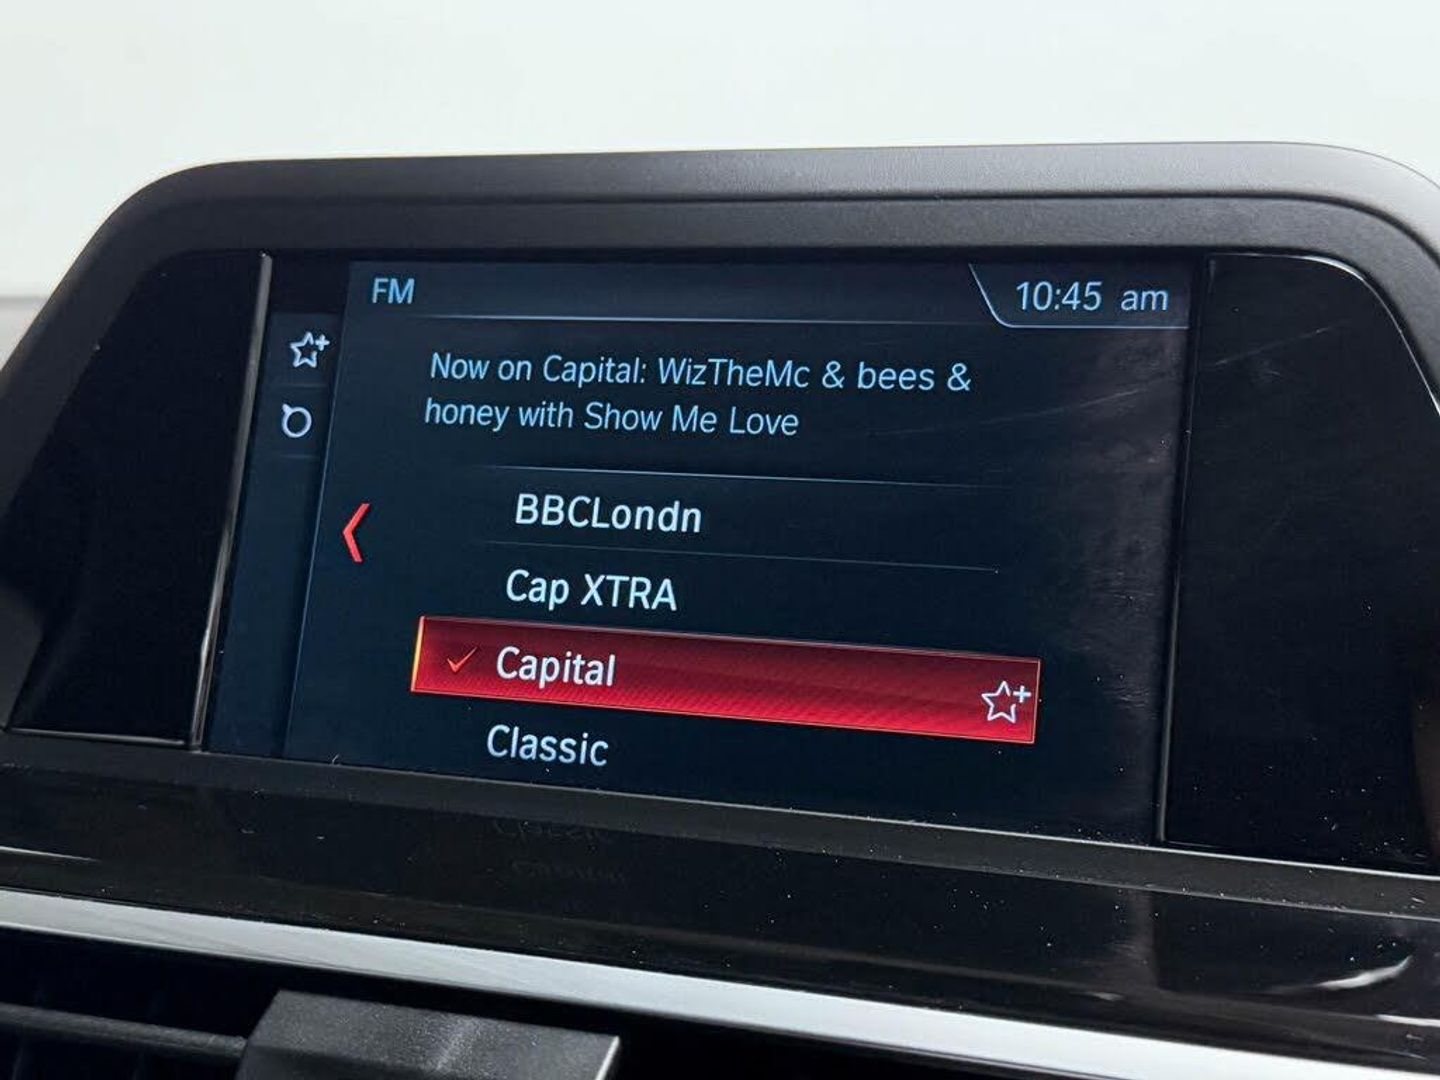 FM
10:45 am
Now on Capital: WizTheMc & bees &
honey with Show Me Love
BBCLondn
Cap XTRA
Capital
Classic